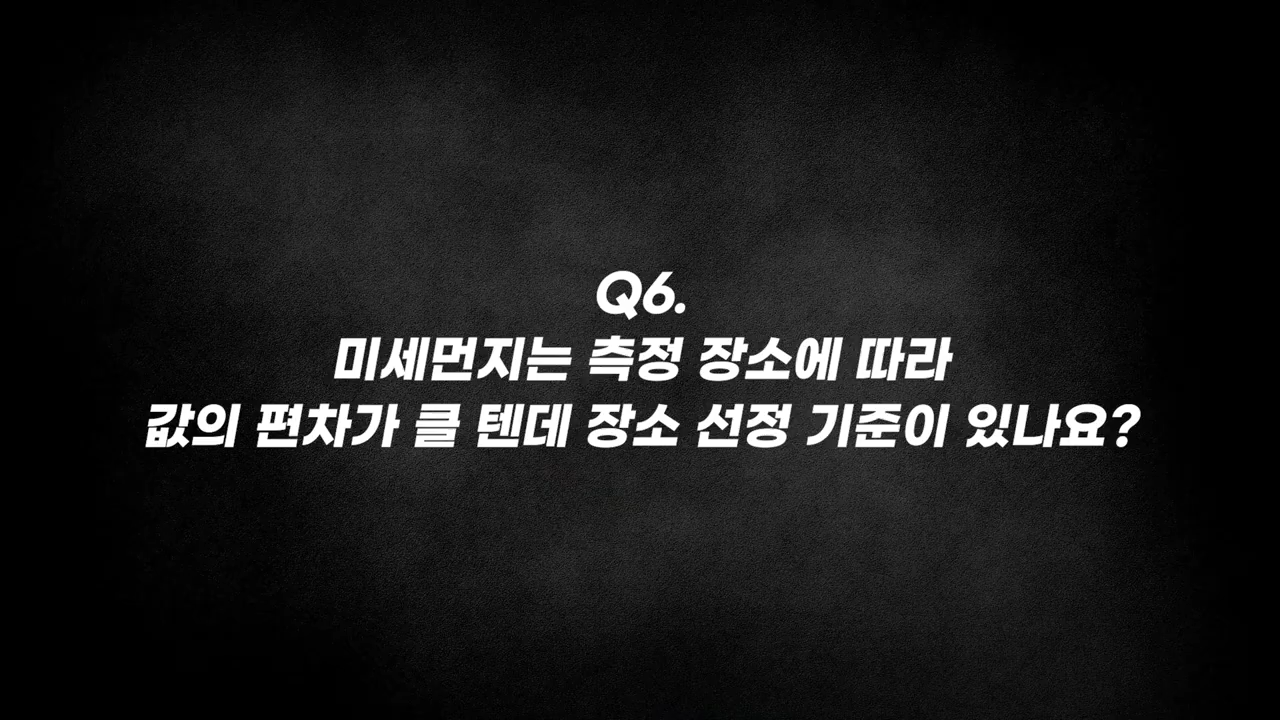 Q6.
미세먼지는 측정 장소에 따라
값의 편차가 클 텐데 장소 선정 기준이 있나요?